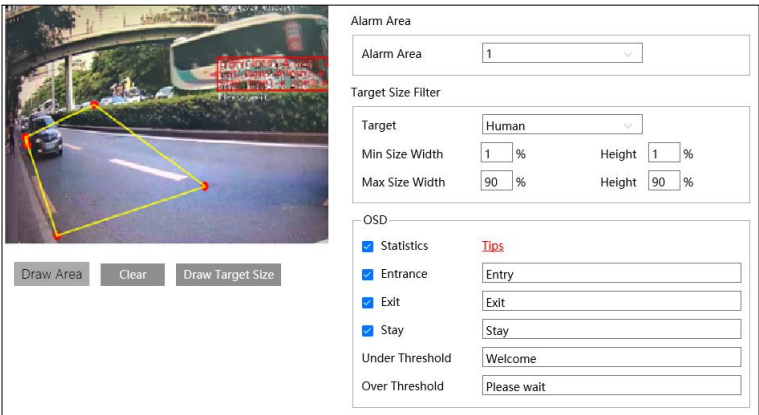 Alarm Area
Alarm Area 1
Target Size Filter
Target Human
Min Size Width 1 % Height 1 %
Max Size Width 90 % Height 90 %
OSD
Statistics Tips
Entrance Entry
Exit Exit
Stay Stay
Under Threshold Welcome
Over Threshold Please wait
Draw Area Clear Draw Target Size